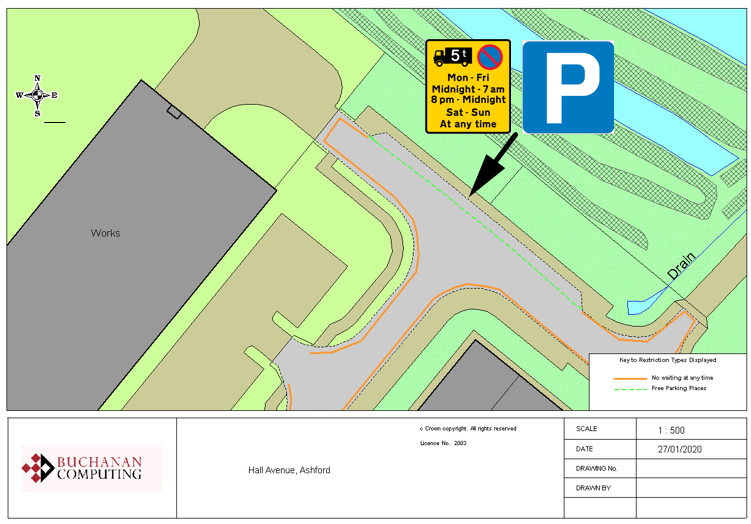 5t
Mon - Fri
Midnight - 7 am
8 pm - Midnight
Sat - Sun
At any time
P
N
W E
S
Works
Drain
Key to Restriction Types Displayed
No waiting at any time
Free Parking Places
BUCHANAN
COMPUTING
Hall Avenue, Ashford
c Crown copyright. All rights reserved
Licence No. 2003
SCALE 1 : 500
DATE 27/01/2020
DRAWING No.
DRAWN BY